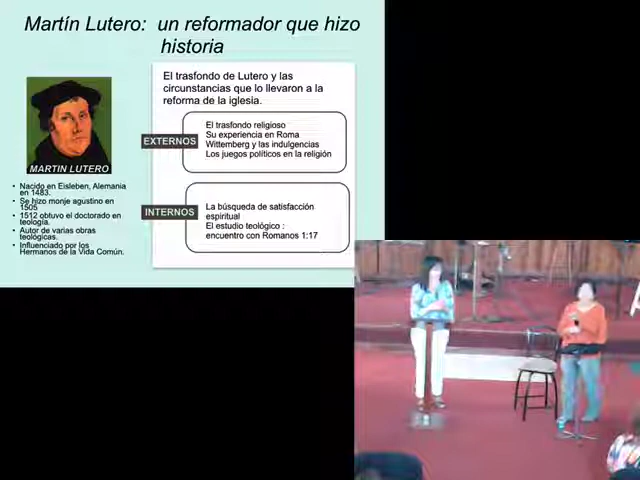 Martín Lutero: un reformador que hizo
historia
El trasfondo de Lutero y las
circunstancias que lo llevaron a la
reforma de la iglesia.
EXTERNOS
El trasfondo religioso
Su experiencia en Roma
Wittemberg y las indulgencias
Los juegos políticos en la religión
INTERNOS
La búsqueda de satisfacción
espiritual
El estudio teológico :
encuentro con Romanos 1:17
MARTIN LUTERO
• Nacido en Eisleben, Alemania
en 1483.
• Se hizo monje agustino en
1505
• 1512 obtuvo el doctorado en
teología.
• Autor de varias obras
teológicas.
• Influenciado por los
Hermanos de la Vida Común.